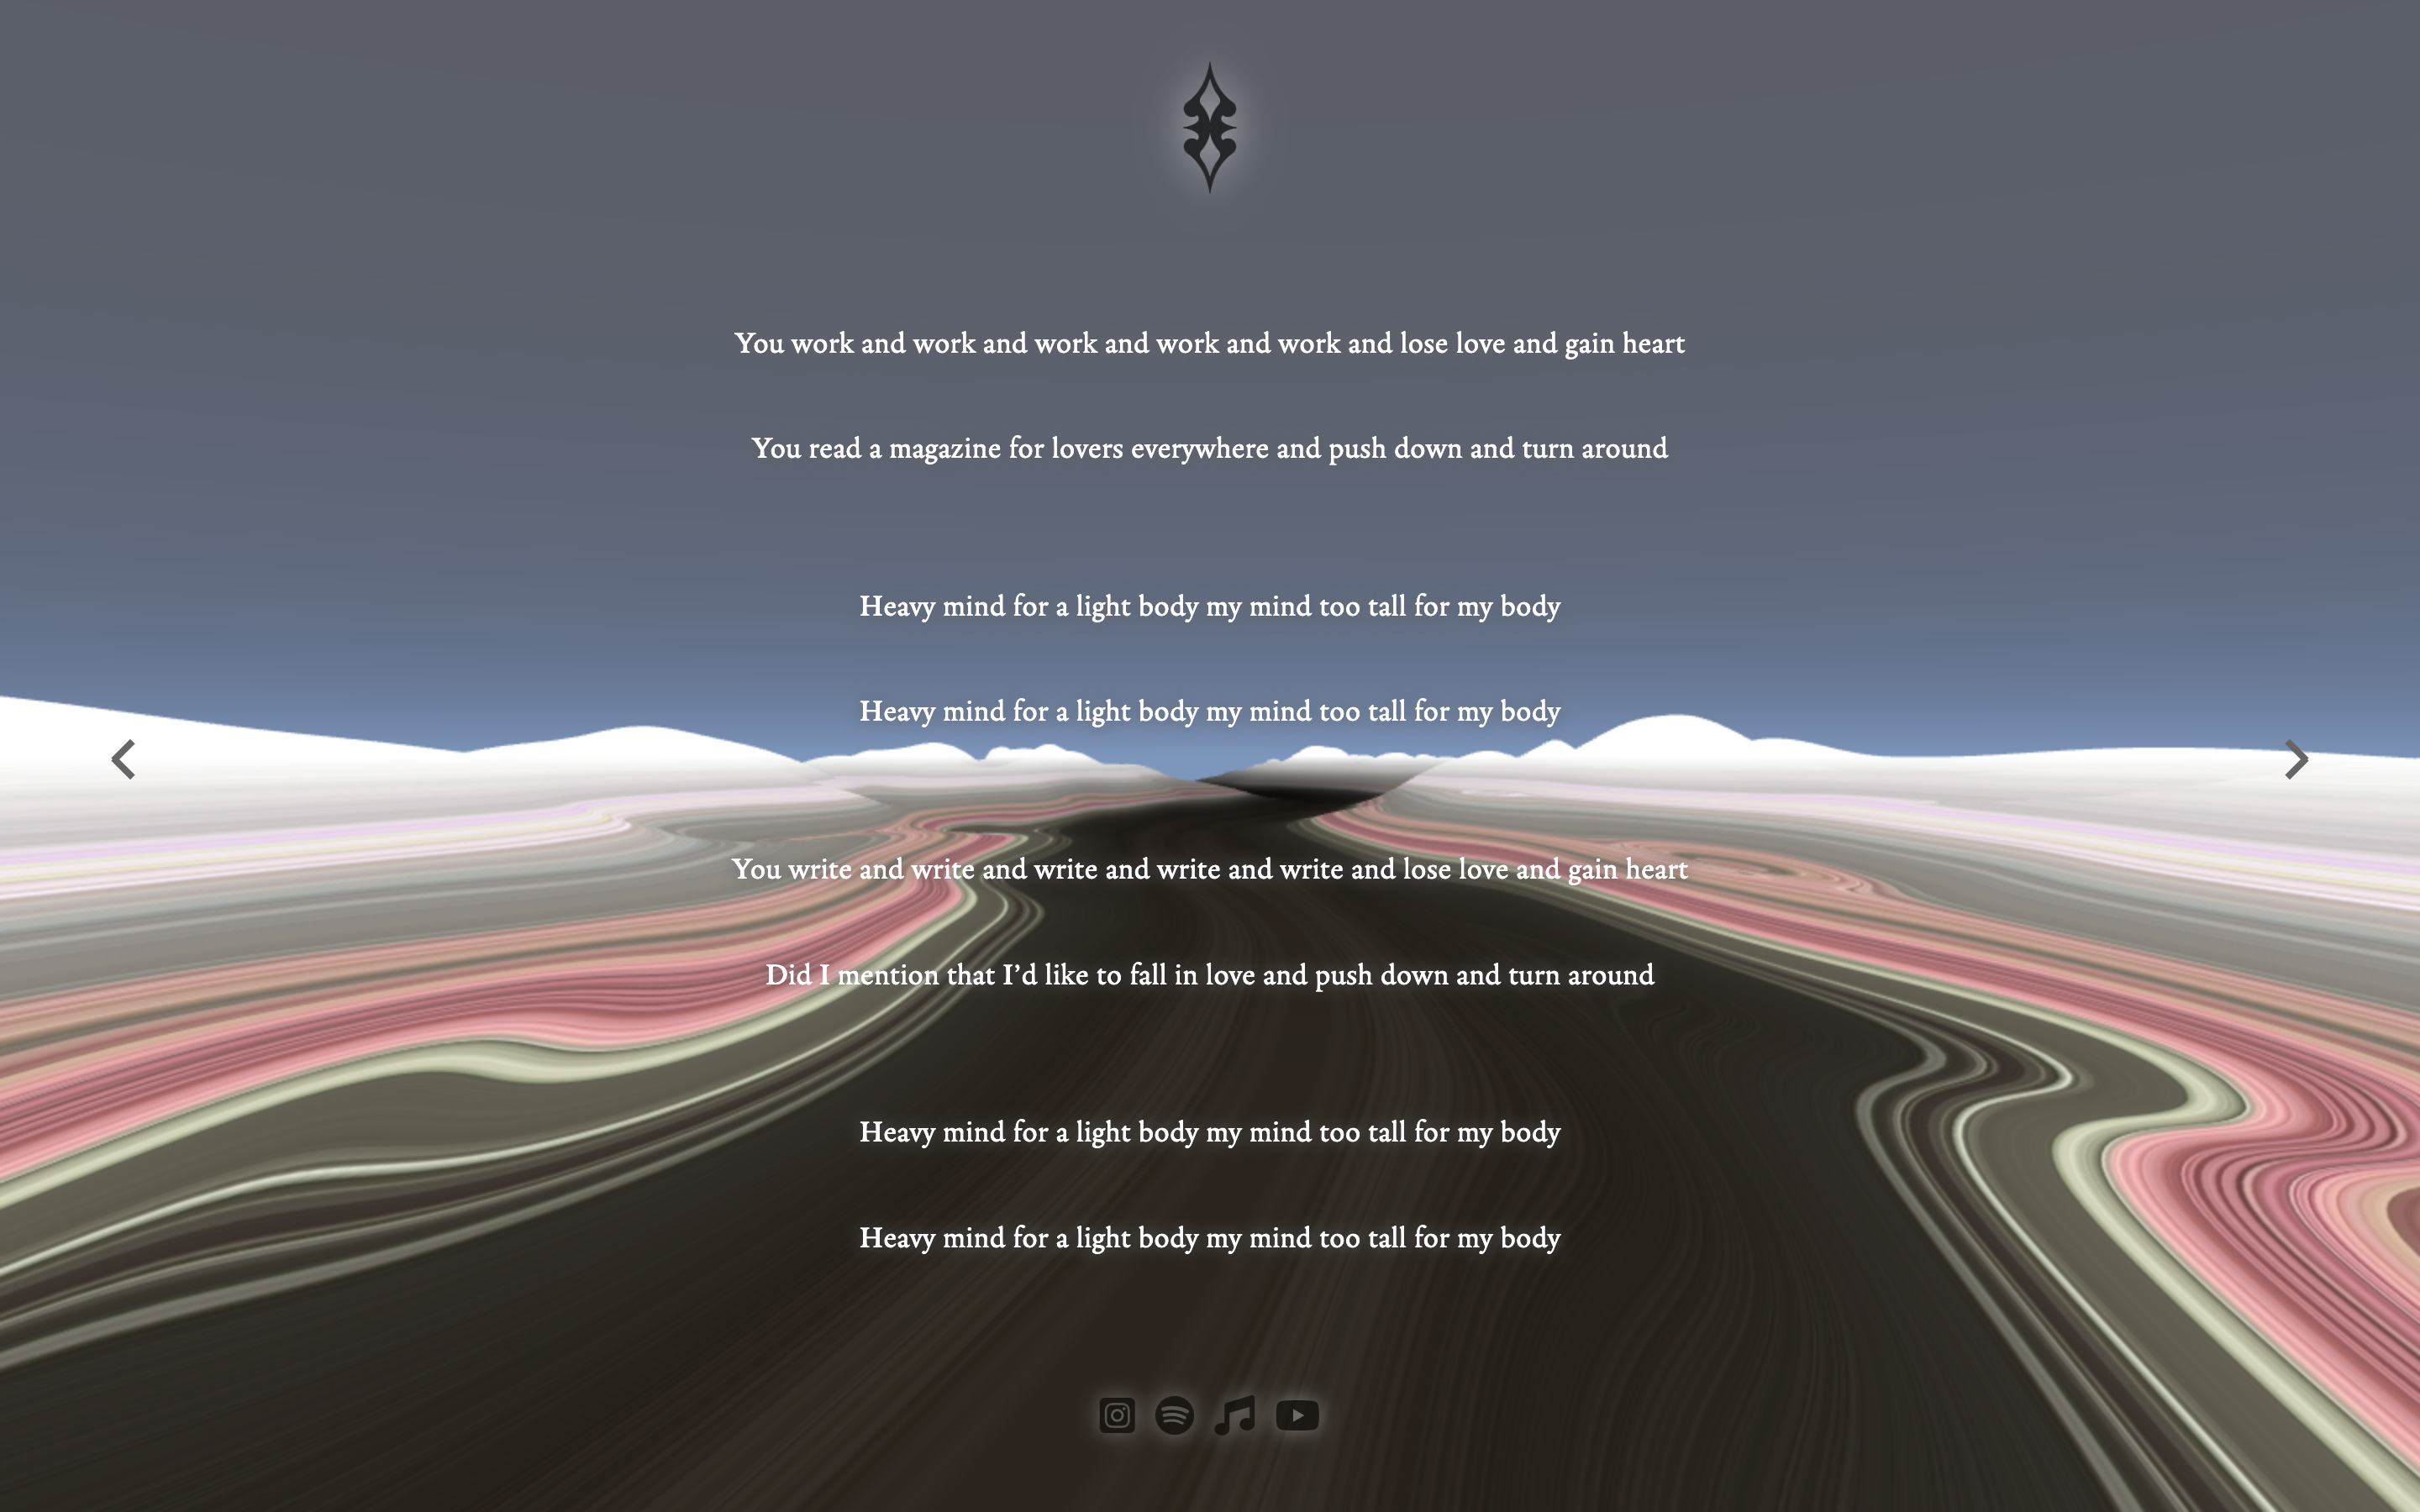 You work and work and work and work and work and lose love and gain heart
You read a magazine for lovers everywhere and push down and turn around
Heavy mind for a light body my mind too tall for my body
Heavy mind for a light body my mind too tall for my body
You write and write and write and write and write and lose love and gain heart
Did I mention that I’d like to fall in love and push down and turn around
Heavy mind for a light body my mind too tall for my body
Heavy mind for a light body my mind too tall for my body